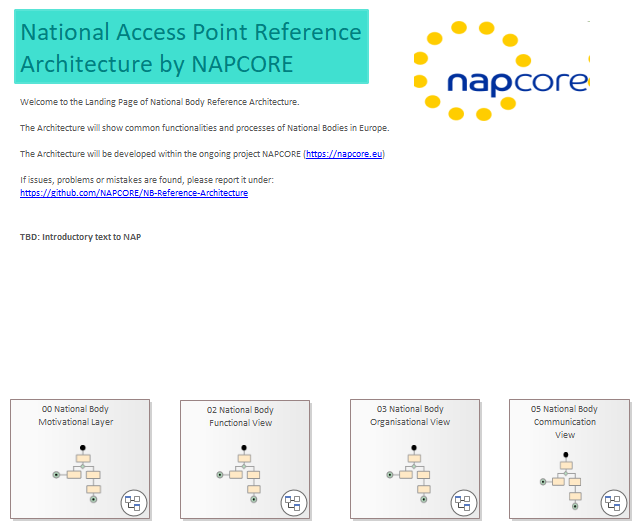 National Access Point Reference
Architecture by NAPCORE
napcore
Welcome to the Landing Page of National Body Reference Architecture.
The Architecture will show common functionalities and processes of National Bodies in Europe.
The Architecture will be developed within the ongoing project NAPCORE (https://napcore.eu)
If issues, problems or mistakes are found, please report it under:
https://github.com/NAPCORE/NB-Reference-Architecture
TBD: Introductory text to NAP
00 National Body
Motivational Layer
02 National Body
Functional View
03 National Body
Organisational View
05 National Body
Communication
View